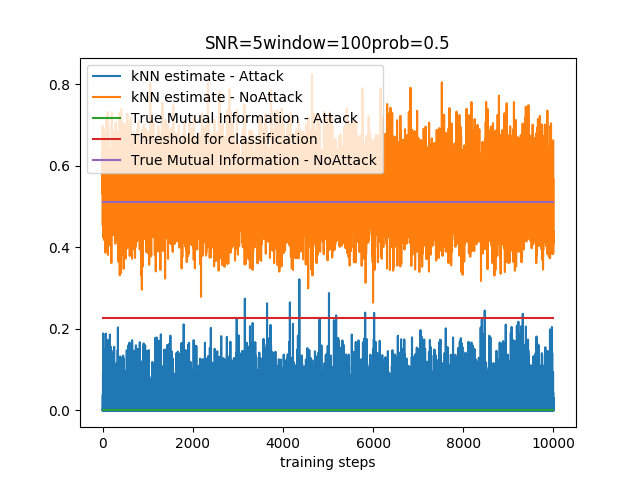 SNR=5window=100prob=0.5
kNN estimate - Attack
kNN estimate - NoAttack
True Mutual Information - Attack
Threshold for classification
True Mutual Information - NoAttack
0.8
0.6
0.4
0.2
0.0
0 2000 4000 6000 8000 10000
training steps